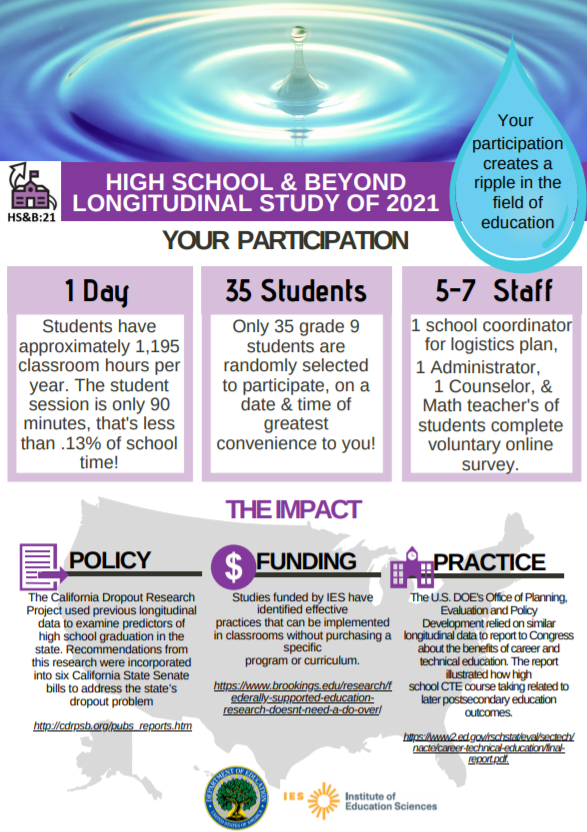 Your
participation
creates a
ripple in the
field of
education
HS&B:21
HIGH SCHOOL & BEYOND
LONGITUDINAL STUDY OF 2021
YOUR PARTICIPATION
1 Day
Students have
approximately 1,195
classroom hours per
year. The student
session is only 90
minutes, that's less
than .13% of school
time!
35 Students
Only 35 grade 9
students are
randomly selected
to participate, on a
date & time of
greatest
convenience to you!
5-7 Staff
1 school coordinator
for logistics plan,
1 Administrator,
1 Counselor, &
Math teacher's of
students complete
voluntary online
survey.
THE IMPACT
POLICY
The California Dropout Research
Project used previous longitudinal
data to examine predictors of
high school graduation in the
state. Recommendations from
this research were incorporated
into six California State Senate
bills to address the state's
dropout problem
http://cdrpsb.org/pubs_reports.htm
$
FUNDING
Studies funded by IES have
identified effective
practices that can be implemented
in classrooms without purchasing a
specific
program or curriculum.
https://www.brookings.edu/research/f
ederally-supported-education-
research-doesnt-need-a-do-over/
PRACTICE
The U.S. DOE's Office of Planning,
Evaluation and Policy
Development relied on similar
longitudinal data to report to Congress
about the benefits of career and
technical education. The report
illustrated how high
school CTE course taking related to
later postsecondary education
outcomes.
https://www2.ed.gov/rschstat/eval/sectech/
nacte/career-technical-education/final-
report.pdf.
DEPARTMENT OF EDUCATION
UNITED STATES OF AMERICA
IES
Institute of
Education Sciences